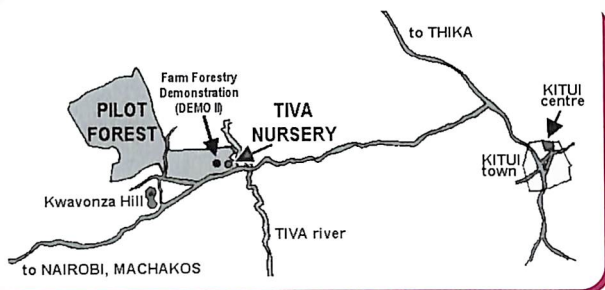 to THIKA
Farm Forestry
Demonstration
(DEMO II)
KITUI
centre
PILOT
FOREST
TIVA
NURSERY
KITUI
town
Kwavonza Hill
TIVA river
to NAIROBI, MACHAKOS